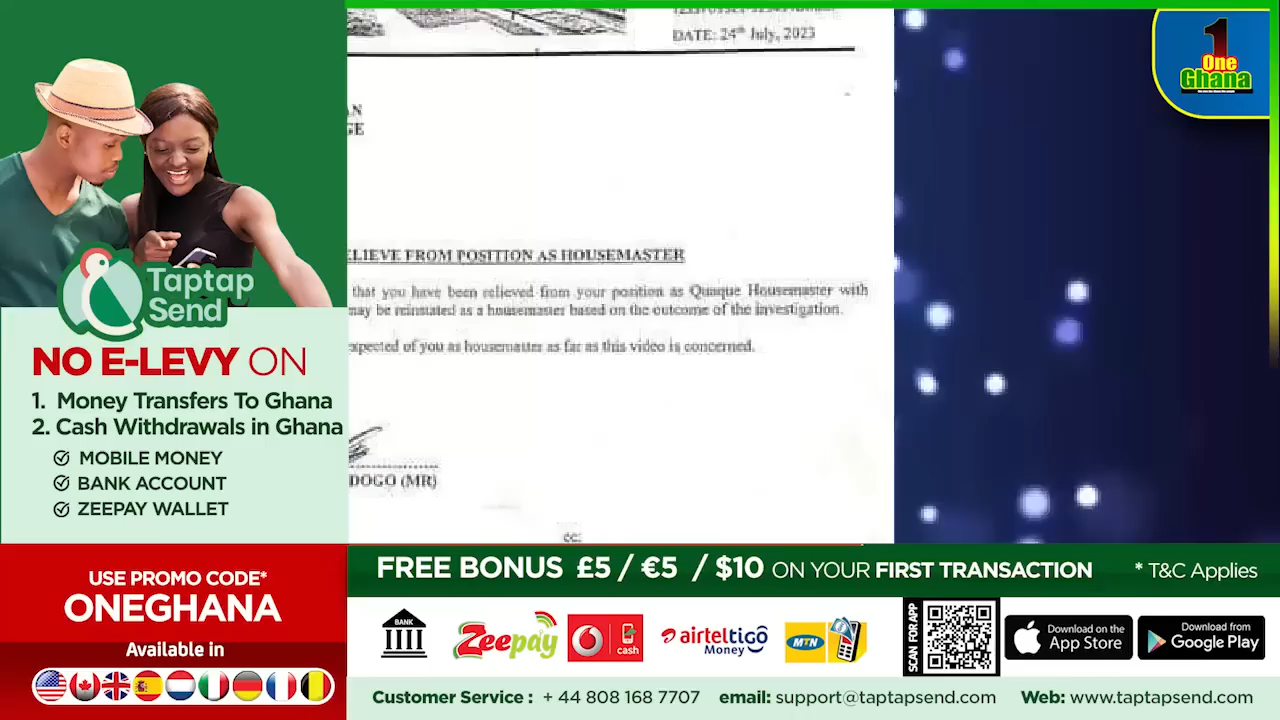 DATE: 24th July, 2023
1
One
Ghana
AN
GE
ELIEVE FROM POSITION AS HOUSEMASTER
that you have been relieved from your position as Quaque Housemaster with
may be reinstated as a housemaster based on the outcome of the investigation.
xpected of you as housemaster as far as this video is concerned.
DOGO (MR)
cc:
Taptap
Send
NO E-LEVY ON
1. Money Transfers To Ghana
2. Cash Withdrawals in Ghana
MOBILE MONEY
BANK ACCOUNT
ZEEPAY WALLET
USE PROMO CODE*
ONEGHANA
Available in
FREE BONUS £5 / €5 / $10 ON YOUR FIRST TRANSACTION * T&C Applies
BANK
Zeepay
cash
airteltigo
Money
MTN
SCAN FOR APP
Download on the
App Store
Download from
Google Play
Customer Service : + 44 808 168 7707 email: support@taptapsend.com Web: www.taptapsend.com